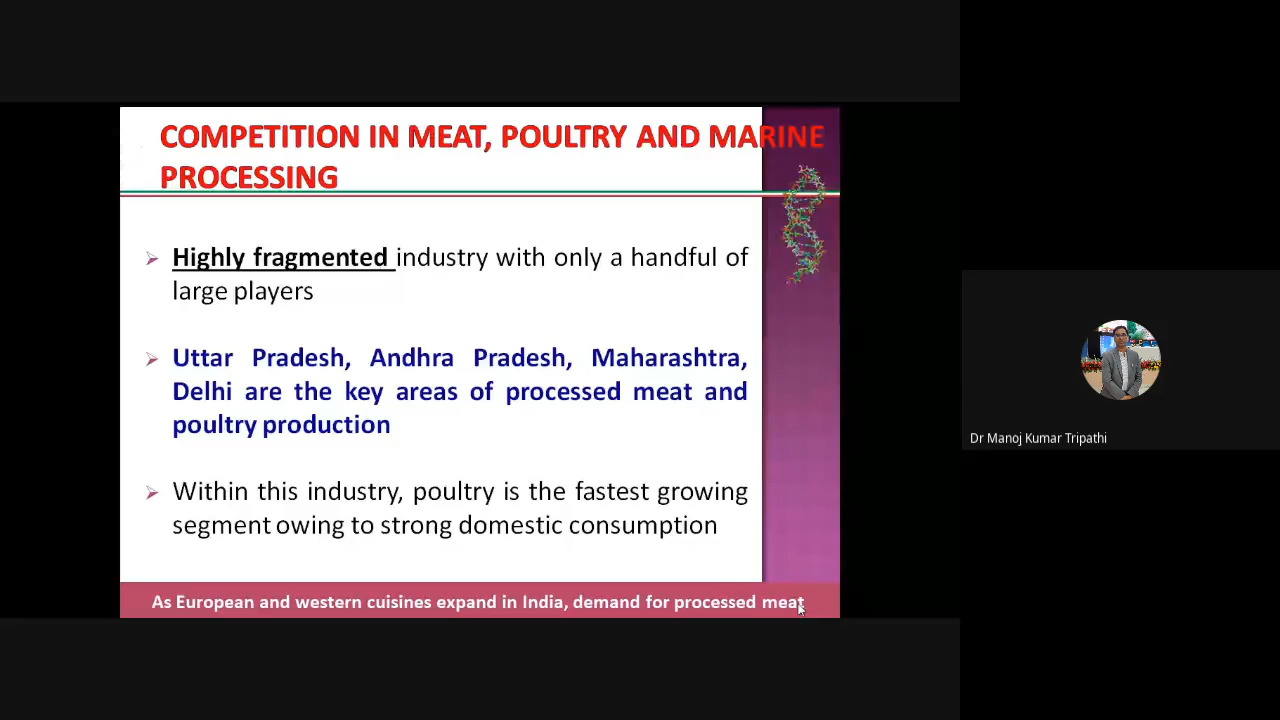 COMPETITION IN MEAT, POULTRY AND MARINE
PROCESSING
Highly fragmented industry with only a handful of
large players
Uttar Pradesh, Andhra Pradesh, Maharashtra,
Delhi are the key areas of processed meat and
poultry production
Within this industry, poultry is the fastest growing
segment owing to strong domestic consumption
As European and western cuisines expand in India, demand for processed meat
Dr Manoj Kumar Tripathi